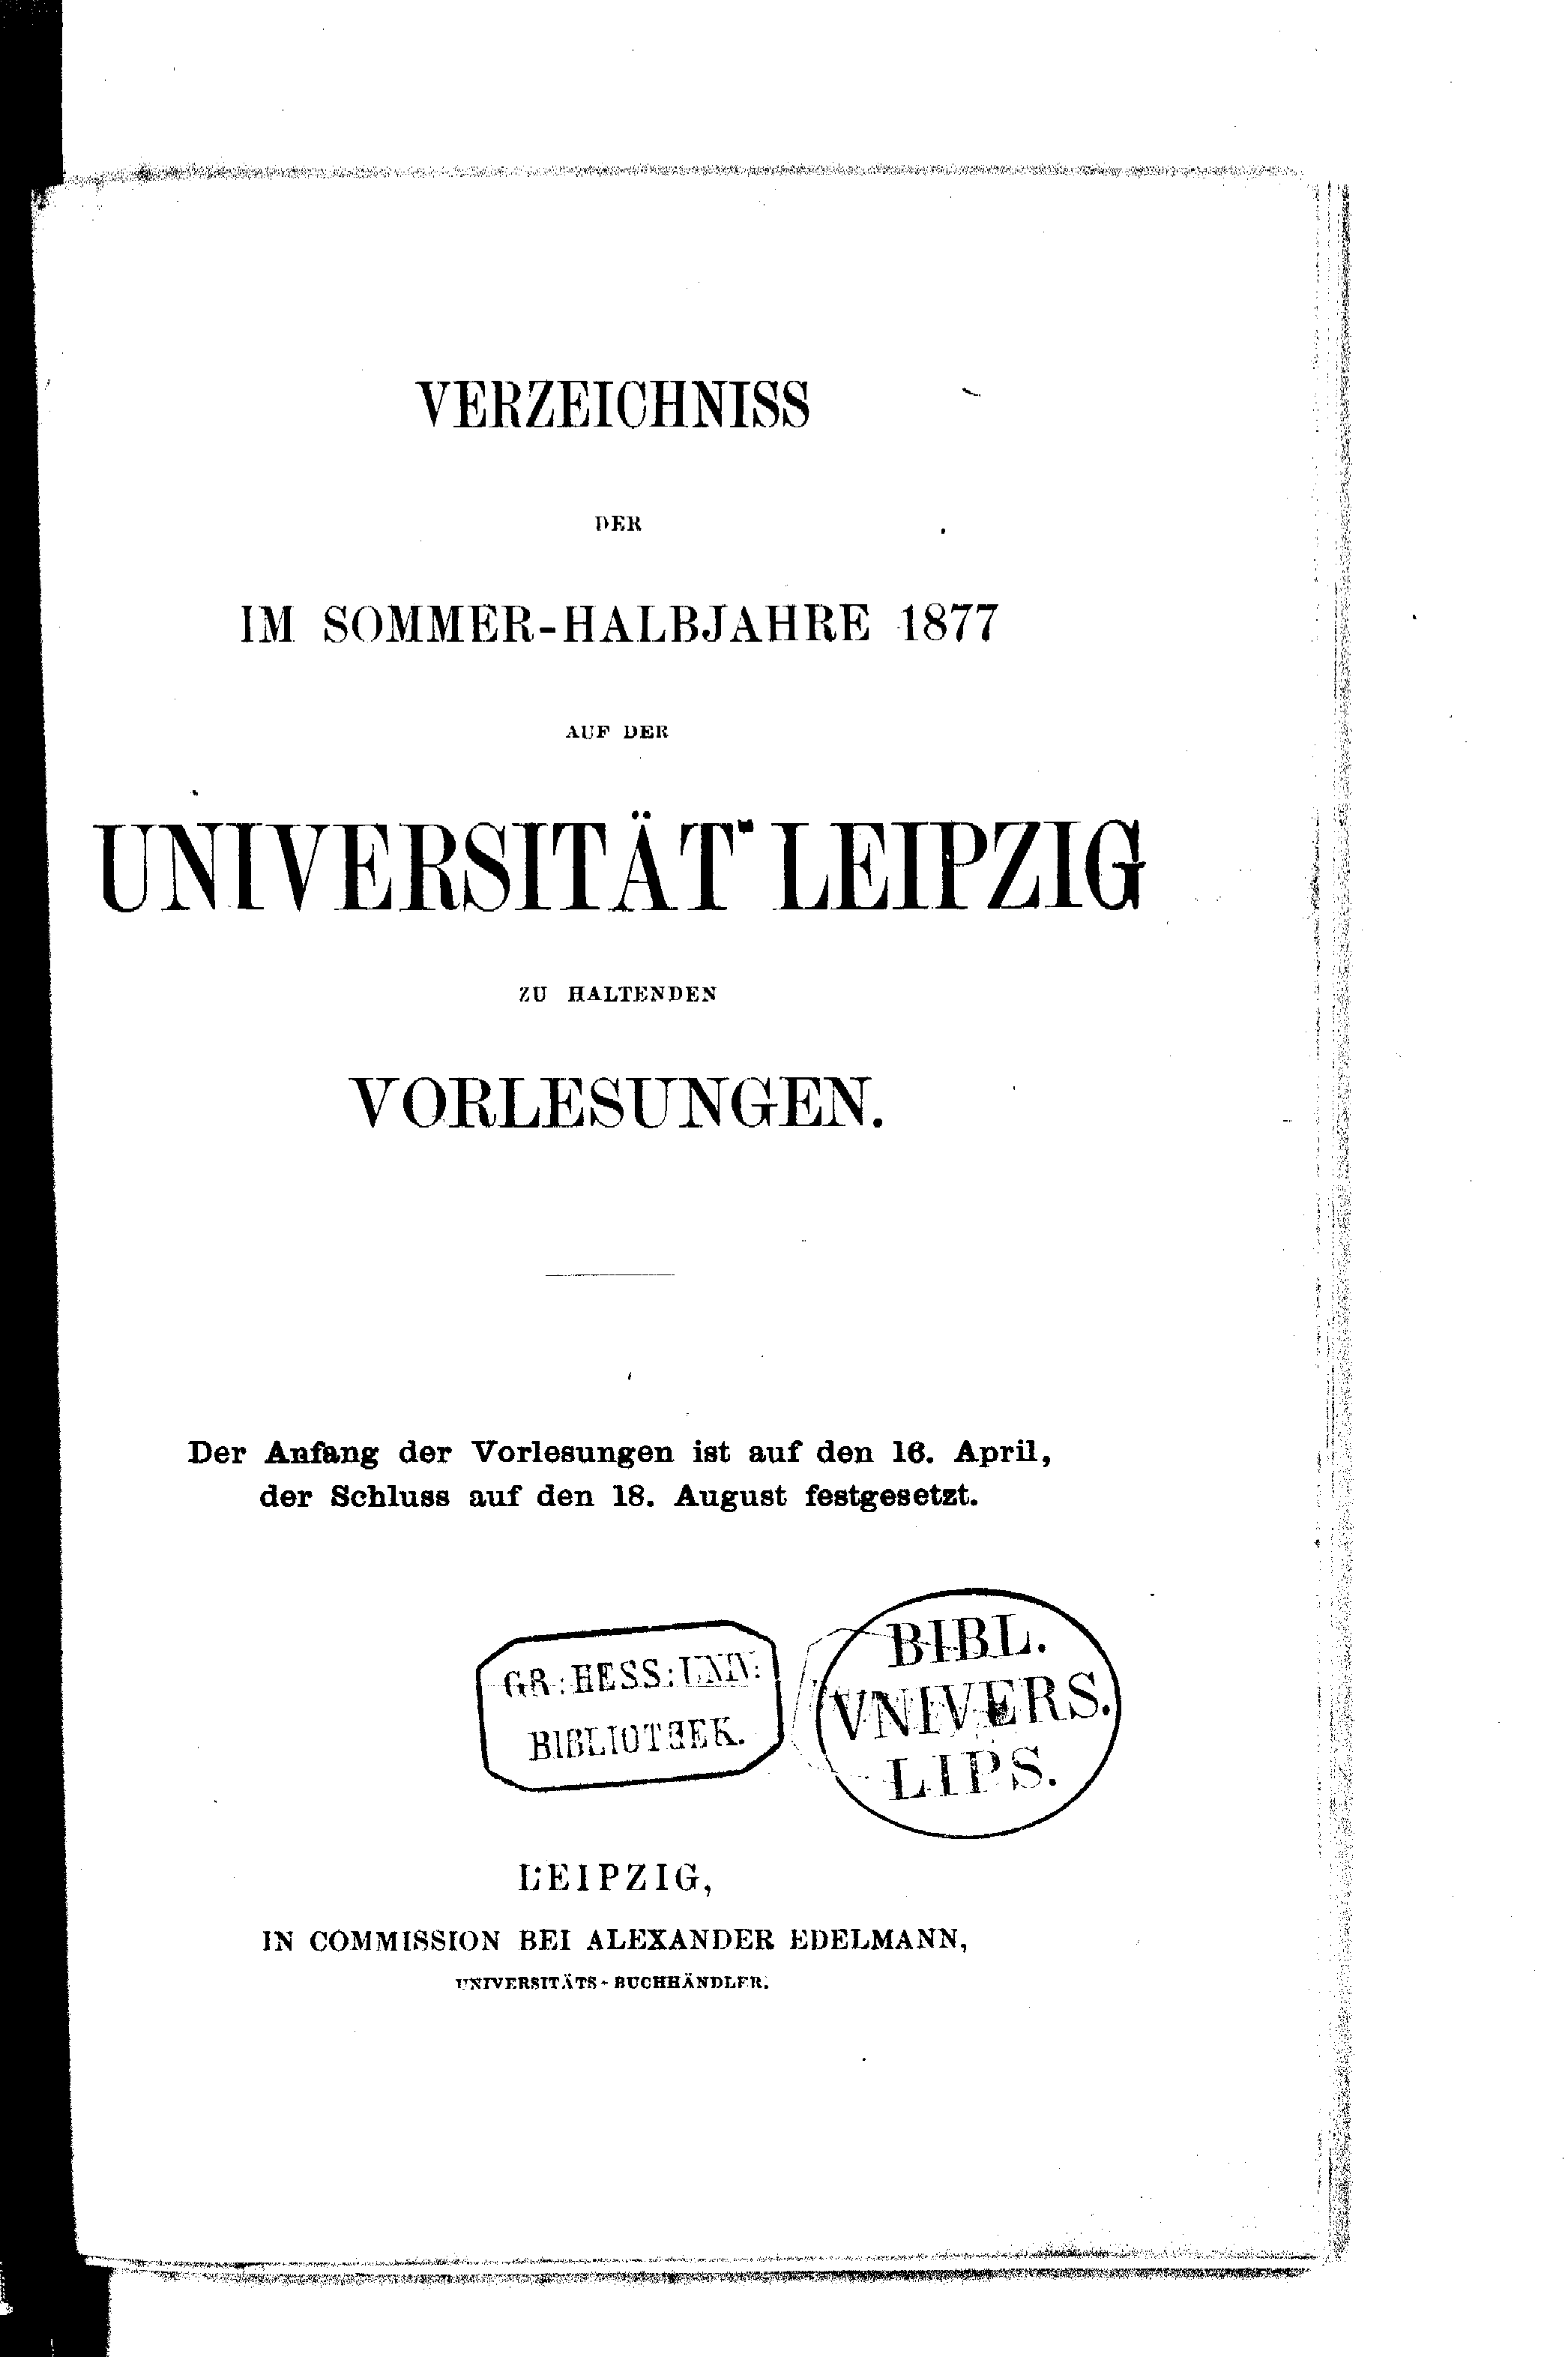 VERZEICHNISS
DER
IM SOMMER-HALBJAHRE 1877
AUF DER
UNIVERSITÄT LEIPZIG
ZU HALTENDEN
VORLESUNGEN.
Der Anfang der Vorlesungen ist auf den 16. April,
der Schluss auf den 18. August festgesetzt.
GR: HESS: UNIV:
BIBLIOTHEK.
BIBL.
VNIVERS.
LIPS.
LEIPZIG,
IN COMMISSION BEI ALEXANDER EDELMANN,
UNIVERSITÄTS-BUCHHÄNDLER.